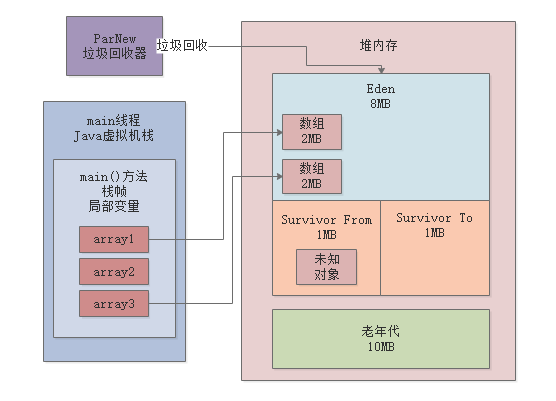 ParNew
垃圾回收器
垃圾回收
堆内存
Eden
8MB
main线程
Java虚拟机栈
数组
2MB
main()方法
栈帧
局部变量
数组
2MB
array1
array2
array3
Survivor From
1MB
未知
对象
Survivor To
1MB
老年代
10MB